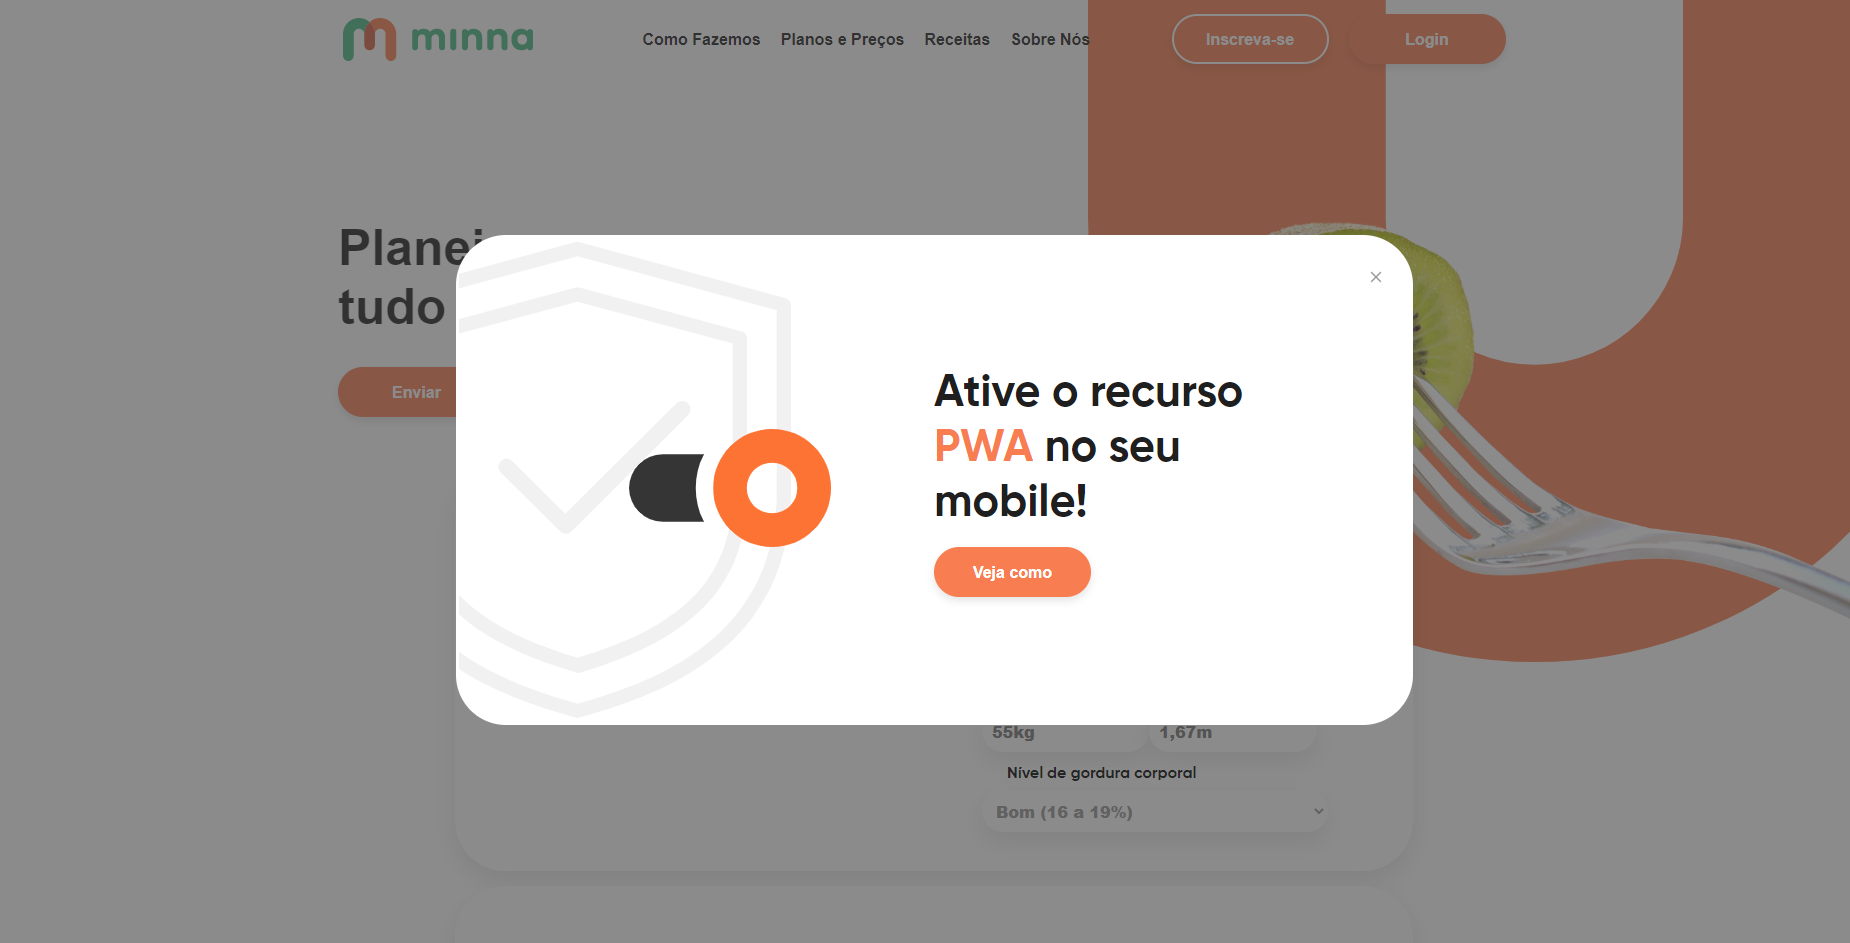 minna
Como Fazemos Planos e Preços Receitas Sobre Nós Inscreva-se Login
tudo
Enviar
Ative o recurso
PWA no seu
mobile!
Veja como
55kg 1,67m
Nível de gordura corporal
Bom (16 a 19%)